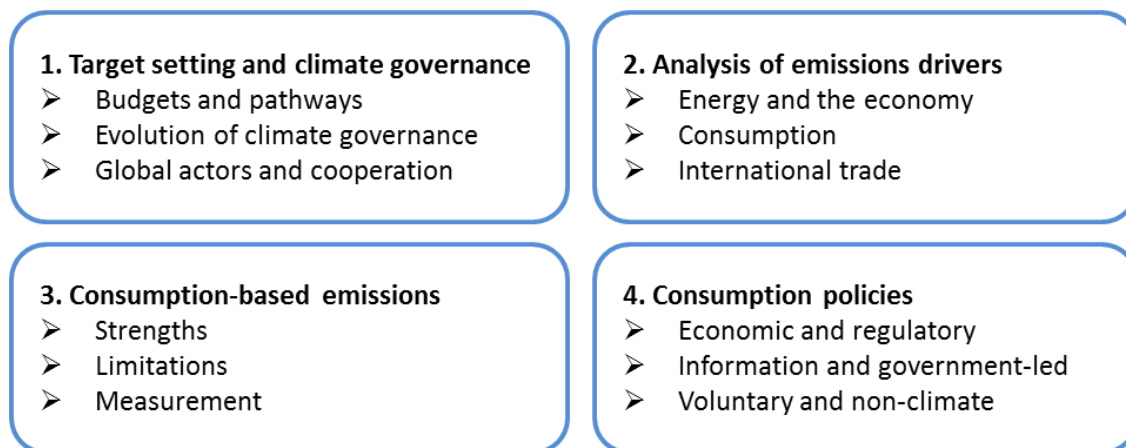 1. Target setting and climate governance
➢ Budgets and pathways
➢ Evolution of climate governance
➢ Global actors and cooperation
2. Analysis of emissions drivers
➢ Energy and the economy
➢ Consumption
➢ International trade
3. Consumption-based emissions
➢ Strengths
➢ Limitations
➢ Measurement
4. Consumption policies
➢ Economic and regulatory
➢ Information and government-led
➢ Voluntary and non-climate